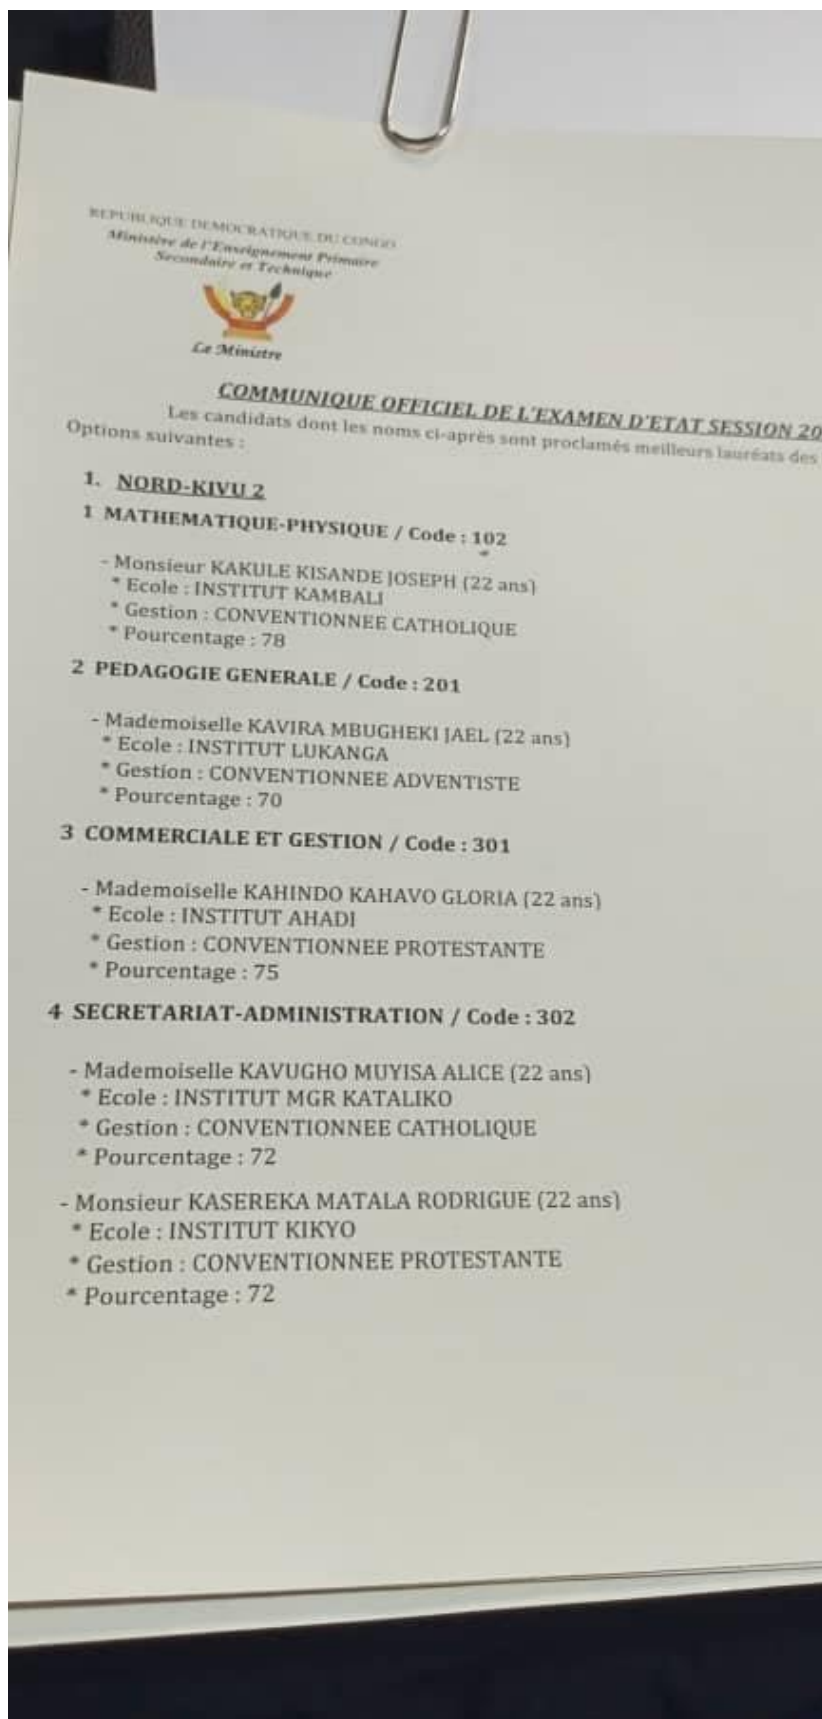 REPUBLIQUE DEMOCRATIQUE DU CONGO
Ministère de l'Enseignement Primaire
Secondaire et Technique
Le Ministre
COMMUNIQUE OFFICIEL DE L'EXAMEN D'ETAT SESSION 20
Les candidats dont les noms ci-après sont proclamés meilleurs lauréats des
Options suivantes :
1. NORD-KIVU 2
1 MATHEMATIQUE-PHYSIQUE / Code : 102
- Monsieur KAKULE KISANDE JOSEPH (22 ans)
* Ecole : INSTITUT KAMBALI
* Gestion : CONVENTIONNEE CATHOLIQUE
* Pourcentage : 78
2 PEDAGOGIE GENERALE / Code : 201
- Mademoiselle KAVIRA MBUGHEKI JAEL (22 ans)
* Ecole : INSTITUT LUKANGA
* Gestion : CONVENTIONNEE ADVENTISTE
* Pourcentage : 70
3 COMMERCIALE ET GESTION / Code : 301
- Mademoiselle KAHINDO KAHAVO GLORIA (22 ans)
* Ecole : INSTITUT AHADI
* Gestion : CONVENTIONNEE PROTESTANTE
* Pourcentage : 75
4 SECRETARIAT-ADMINISTRATION / Code : 302
- Mademoiselle KAVUGHO MUYISA ALICE (22 ans)
* Ecole : INSTITUT MGR KATALIKO
* Gestion : CONVENTIONNEE CATHOLIQUE
* Pourcentage : 72
- Monsieur KASEREKA MATALA RODRIGUE (22 ans)
* Ecole : INSTITUT KIKYO
* Gestion : CONVENTIONNEE PROTESTANTE
* Pourcentage : 72